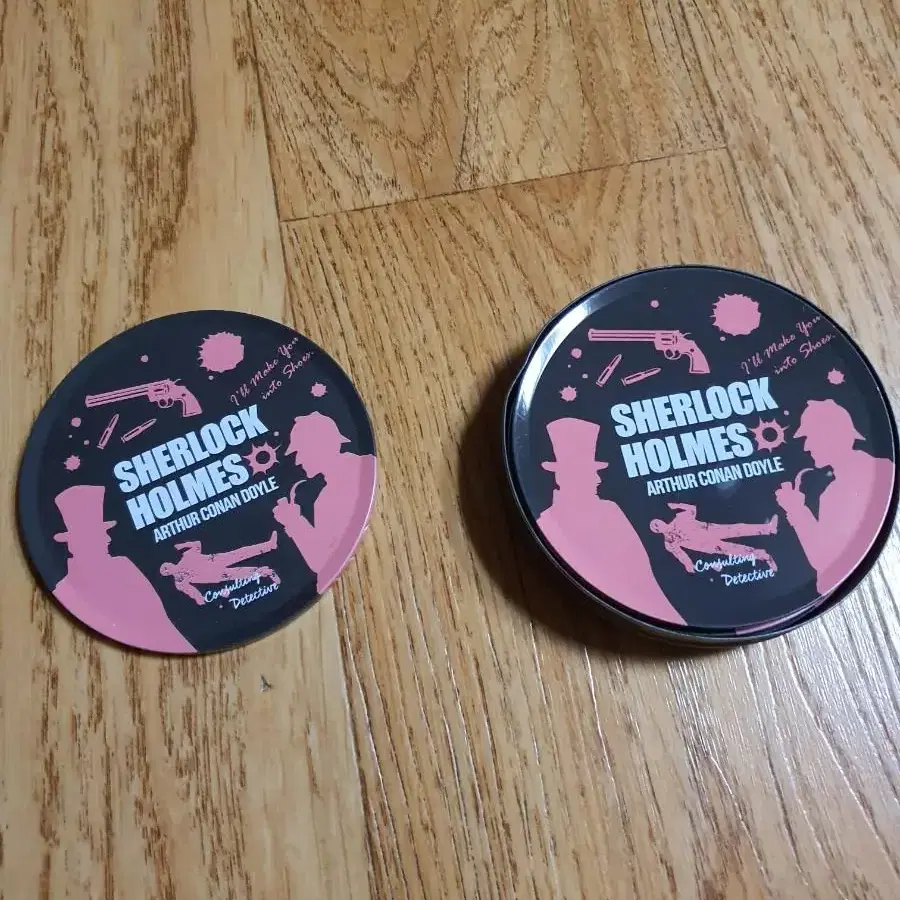 I'll Make You
into Shoes.
SHERLOCK
HOLMES
ARTHUR CONAN DOYLE
Consulting
Detective
I'll Make You
into Shoes.
SHERLOCK
HOLMES
ARTHUR CONAN DOYLE
Consulting
Detective